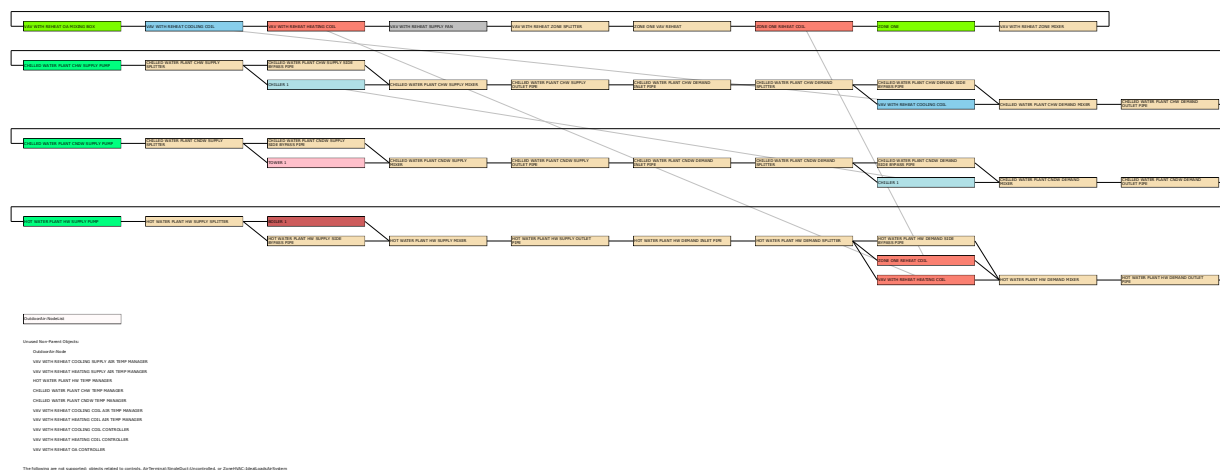 VAV WITH REHEAT OA MIXING BOX
VAV WITH REHEAT COOLING COIL
VAV WITH REHEAT HEATING COIL
VAV WITH REHEAT SUPPLY FAN
VAV WITH REHEAT ZONE SPLITTER
ZONE ONE VAV REHEAT
ZONE ONE REHEAT COIL
ZONE ONE
VAV WITH REHEAT ZONE MIXER
CHILLED WATER PLANT CHW SUPPLY PUMP
CHILLED WATER PLANT CHW SUPPLY
SPLITTER
CHILLED WATER PLANT CHW SUPPLY SIDE
BYPASS PIPE
CHILLER 1
CHILLED WATER PLANT CHW SUPPLY MIXER
CHILLED WATER PLANT CHW SUPPLY
OUTLET PIPE
CHILLED WATER PLANT CHW DEMAND
INLET PIPE
CHILLED WATER PLANT CHW DEMAND
SPLITTER
CHILLED WATER PLANT CHW DEMAND SIDE
BYPASS PIPE
VAV WITH REHEAT COOLING COIL
CHILLED WATER PLANT CHW DEMAND MIXER
CHILLED WATER PLANT CHW DEMAND
OUTLET PIPE
CHILLED WATER PLANT CNDW SUPPLY PUMP
CHILLED WATER PLANT CNDW SUPPLY
SPLITTER
CHILLED WATER PLANT CNDW SUPPLY
SIDE BYPASS PIPE
TOWER 1
CHILLED WATER PLANT CNDW SUPPLY
MIXER
CHILLED WATER PLANT CNDW SUPPLY
OUTLET PIPE
CHILLED WATER PLANT CNDW DEMAND
INLET PIPE
CHILLED WATER PLANT CNDW DEMAND
SPLITTER
CHILLED WATER PLANT CNDW DEMAND
SIDE BYPASS PIPE
CHILLER 1
CHILLED WATER PLANT CNDW DEMAND
MIXER
CHILLED WATER PLANT CNDW DEMAND
OUTLET PIPE
HOT WATER PLANT HW SUPPLY PUMP
HOT WATER PLANT HW SUPPLY SPLITTER
BOILER 1
HOT WATER PLANT HW SUPPLY SIDE
BYPASS PIPE
HOT WATER PLANT HW SUPPLY MIXER
HOT WATER PLANT HW SUPPLY OUTLET
PIPE
HOT WATER PLANT HW DEMAND INLET PIPE
HOT WATER PLANT HW DEMAND SPLITTER
HOT WATER PLANT HW DEMAND SIDE
BYPASS PIPE
ZONE ONE REHEAT COIL
VAV WITH REHEAT HEATING COIL
HOT WATER PLANT HW DEMAND MIXER
HOT WATER PLANT HW DEMAND OUTLET
PIPE
OutdoorAir:NodeList
Unused Non-Parent Objects:
OutdoorAir:Node
VAV WITH REHEAT COOLING SUPPLY AIR TEMP MANAGER
VAV WITH REHEAT HEATING SUPPLY AIR TEMP MANAGER
HOT WATER PLANT HW TEMP MANAGER
CHILLED WATER PLANT CHW TEMP MANAGER
CHILLED WATER PLANT CNDW TEMP MANAGER
VAV WITH REHEAT COOLING COIL AIR TEMP MANAGER
VAV WITH REHEAT HEATING COIL AIR TEMP MANAGER
VAV WITH REHEAT COOLING COIL CONTROLLER
VAV WITH REHEAT HEATING COIL CONTROLLER
VAV WITH REHEAT OA CONTROLLER
The following are not supported: objects related to controls, AirTerminal:SingleDuct:Uncontrolled, or ZoneHVAC:IdealLoadsAirSystem